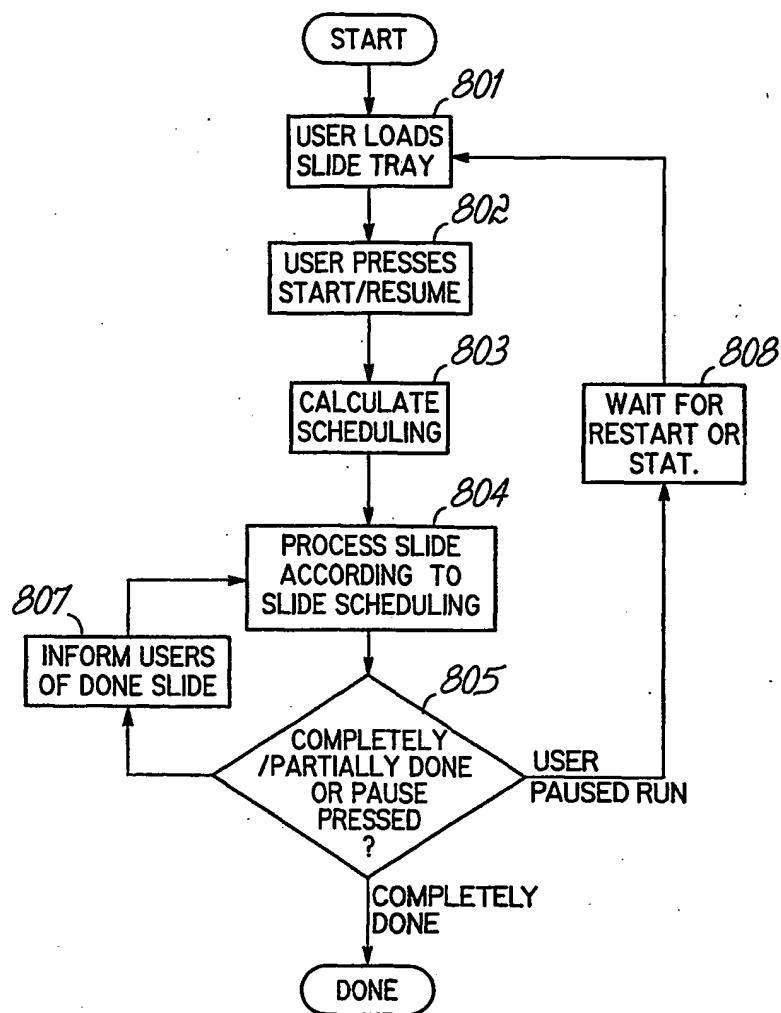 START
801
USER LOADS
SLIDE TRAY
802
USER PRESSES
START/RESUME
803
CALCULATE
SCHEDULING
808
WAIT FOR
RESTART OR
STAT.
804
PROCESS SLIDE
ACCORDING TO
SLIDE SCHEDULING
807
INFORM USERS
OF DONE SLIDE
805
COMPLETELY
/PARTIALLY DONE
OR PAUSE
PRESSED
?
USER
PAUSED RUN
COMPLETELY
DONE
DONE